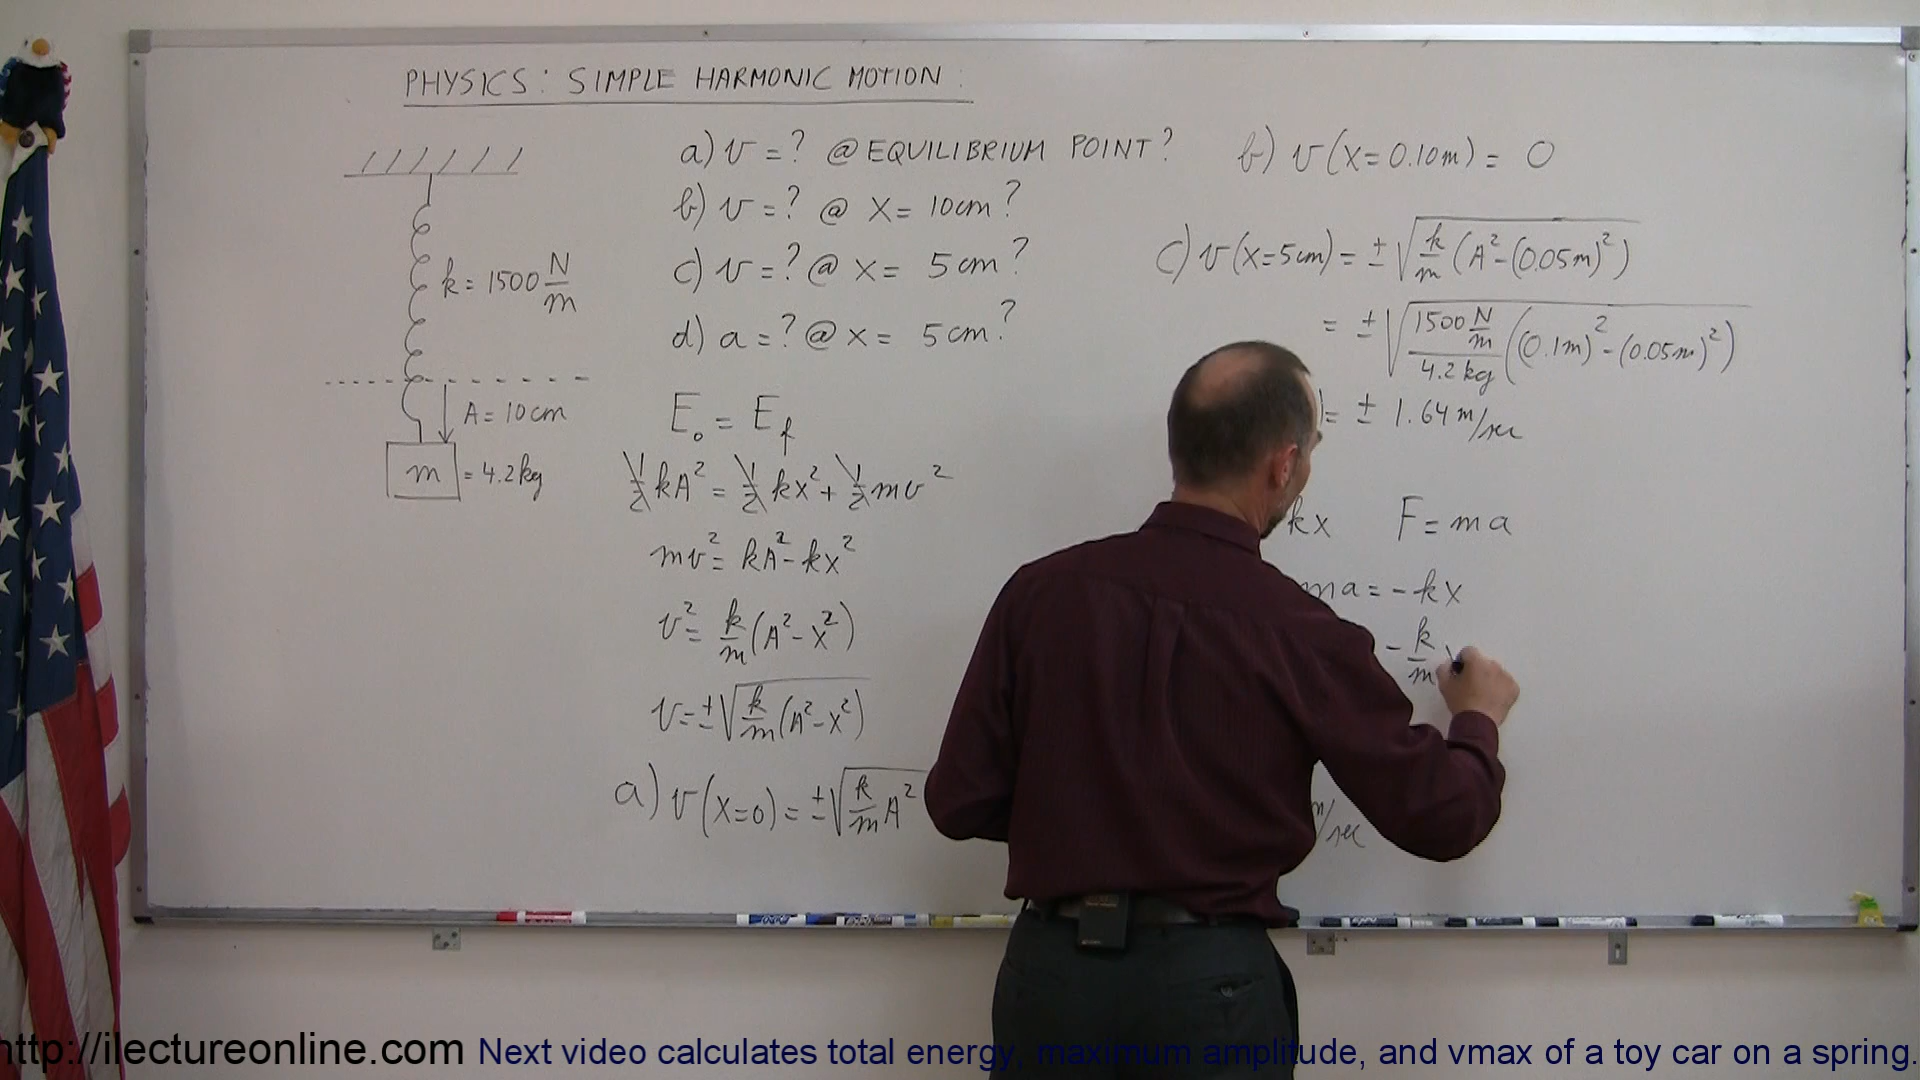 PHYSICS: SIMPLE HARMONIC MOTION:
k = 1500 N/m
A = 10cm
m = 4.2kg
a) v = ? @ EQUILIBRIUM POINT?
b) v = ? @ x = 10cm?
c) v = ? @ x = 5cm?
d) a = ? @ x = 5cm?
E₀ = E_f
½kA² = ½kx² + ½mv²
mv² = kA² - kx²
v² = k/m (A² - x²)
v = ±√(k/m (A² - x²))
a) v(x=0) = ±√(k/m A²)
m/sec
b) v(x=0.10m) = 0
c) v(x=5cm) = ±√(k/m (A² - (0.05m)²))
= ±√(1500 N/m / 4.2kg ((0.1m)² - (0.05m)²))
= ± 1.64 m/sec
kx F = ma
ma = -kx
- k/m
http://ilectureonline.com Next video calculates total energy, maximum amplitude, and vmax of a toy car on a spring.